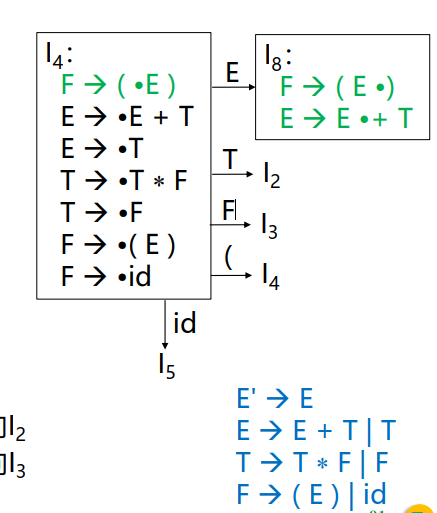 I₄:
F → ( •E )
E → •E + T
E → •T
T → •T * F
T → •F
F → •( E )
F → •id
E
I₈:
F → ( E •)
E → E •+ T
T
I₂
F
I₃
(
I₄
id
I₅
I₂
I₃
E' → E
E → E + T | T
T → T * F | F
F → ( E ) | id